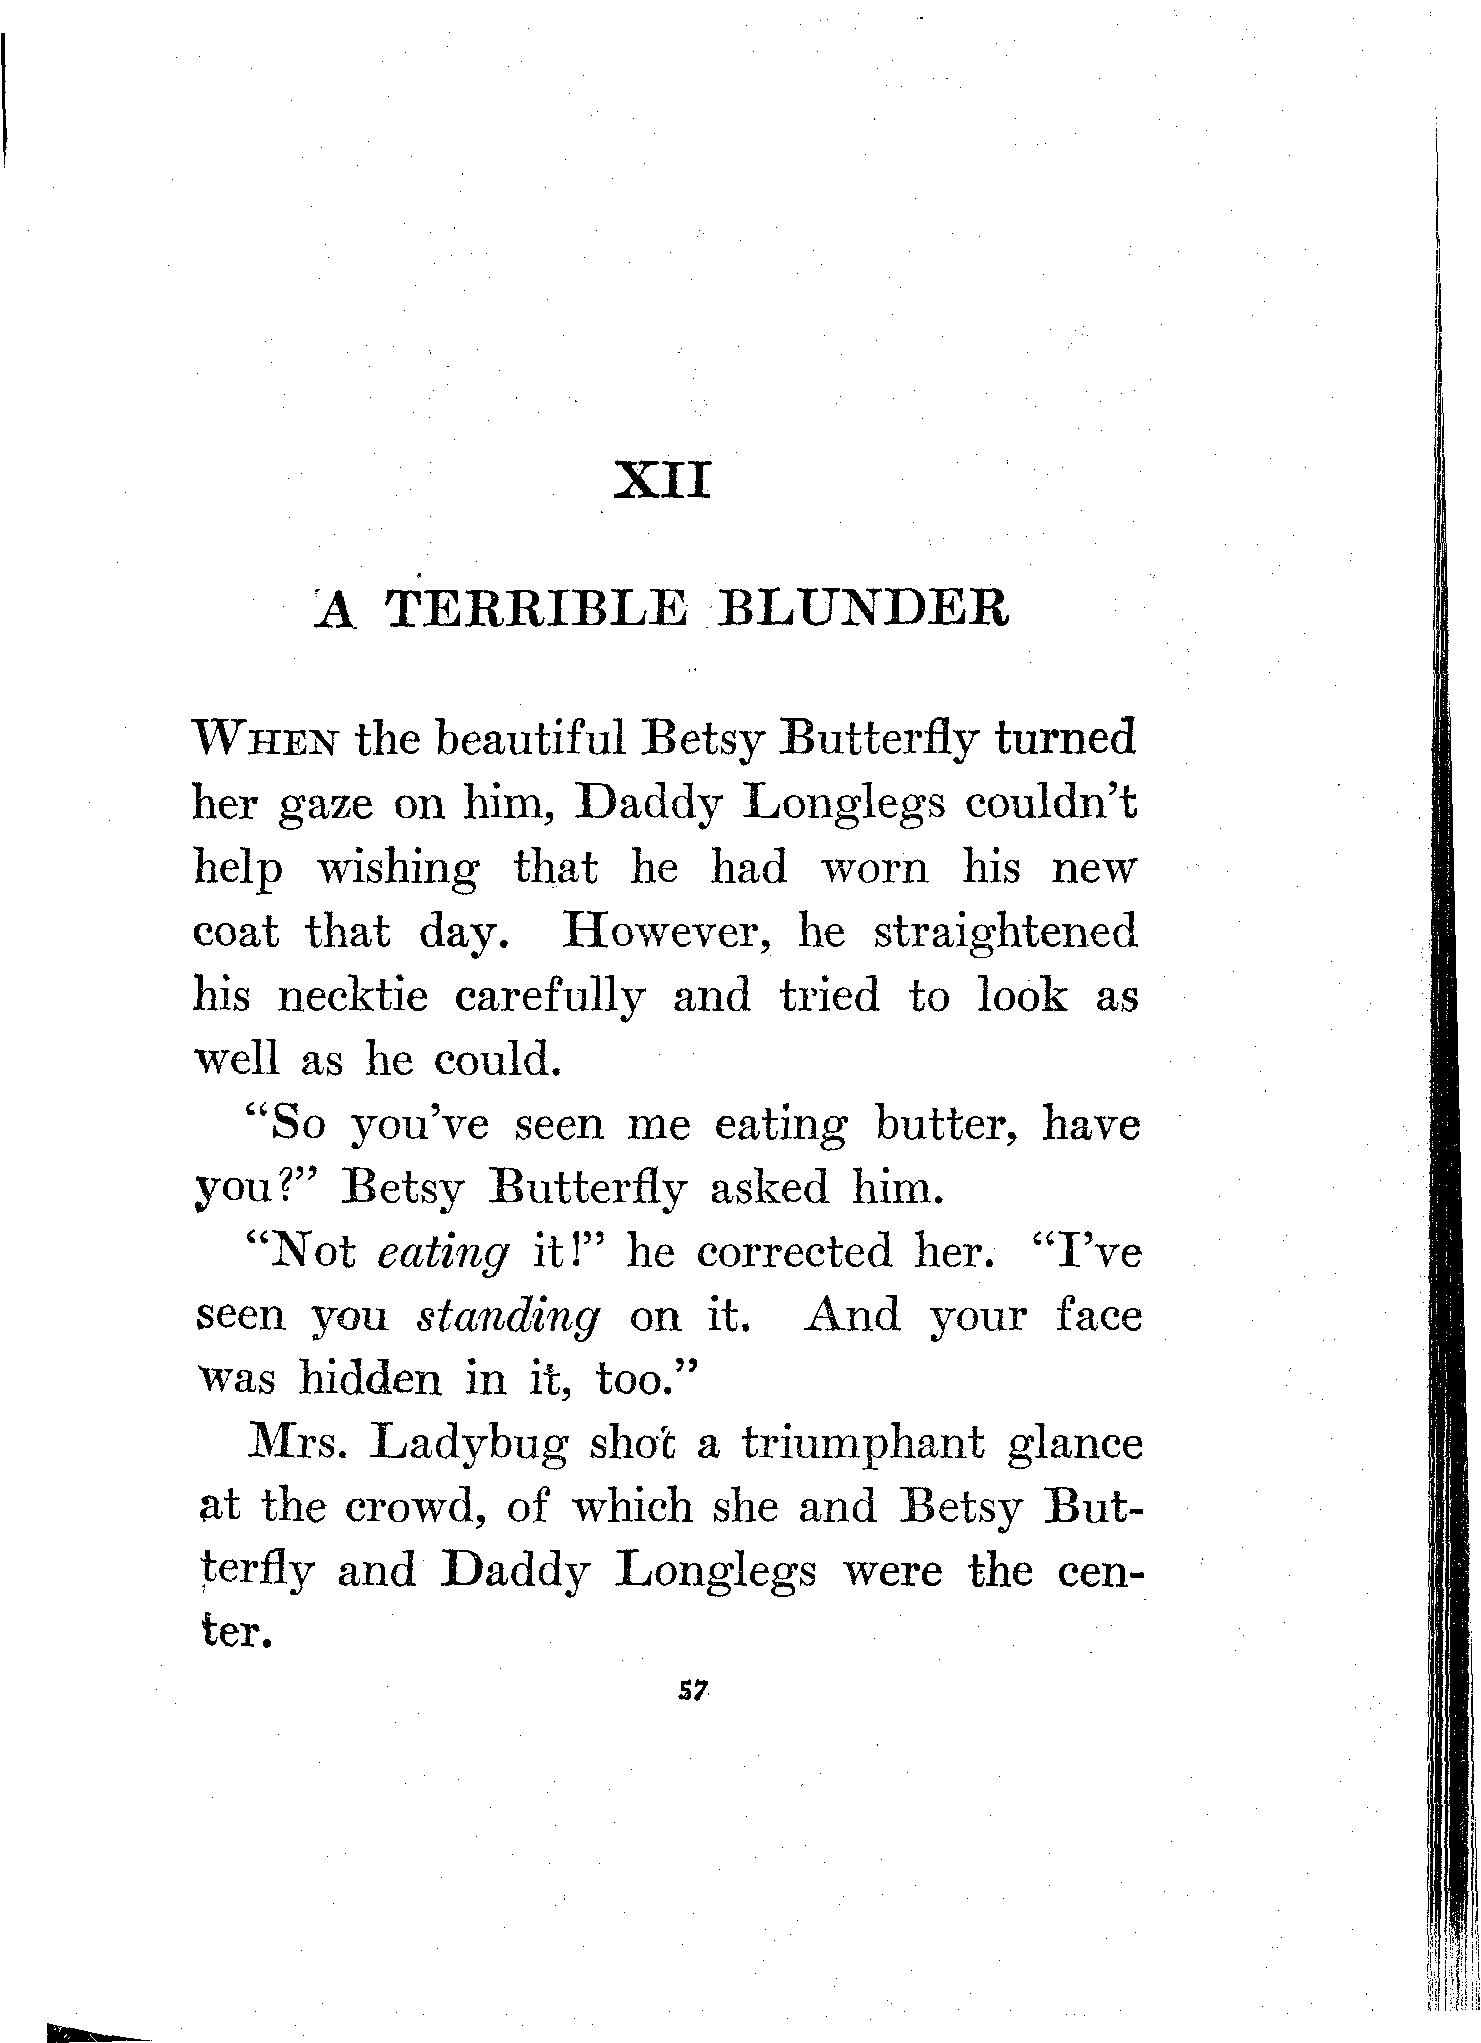 XII
A TERRIBLE BLUNDER
WHEN the beautiful Betsy Butterfly turned
her gaze on him, Daddy Longlegs couldn't
help wishing that he had worn his new
coat that day. However, he straightened
his necktie carefully and tried to look as
well as he could.
"So you've seen me eating butter, have
you?" Betsy Butterfly asked him.
"Not eating it!" he corrected her. "I've
seen you standing on it. And your face
was hidden in it, too."
Mrs. Ladybug shot a triumphant glance
at the crowd, of which she and Betsy But-
terfly and Daddy Longlegs were the cen-
ter.
57